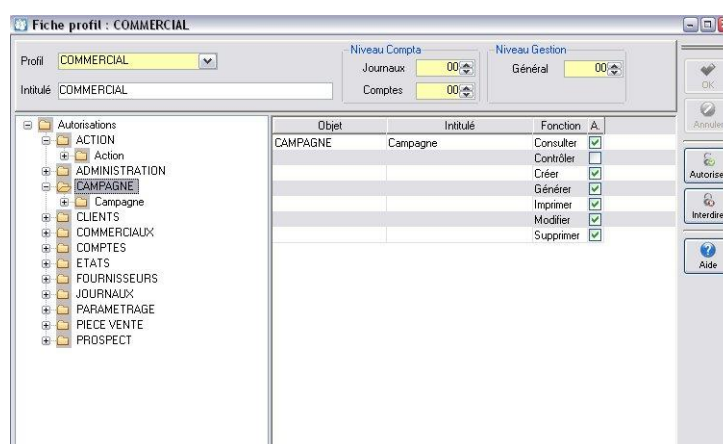 Fiche profil : COMMERCIAL
Profil COMMERCIAL
Intitulé COMMERCIAL
Niveau Compta
Journaux 00
Comptes 00
Niveau Gestion
Général 00
OK
Annuler
Autorise
Interdire
Aide
Autorisations
ACTION
Action
ADMINISTRATION
CAMPAGNE
Campagne
CLIENTS
COMMERCIAUX
COMPTES
ETATS
FOURNISSEURS
JOURNAUX
PARAMETRAGE
PIECE VENTE
PROSPECT
Objet Intitulé Fonction A.
CAMPAGNE Campagne Consulter
Contrôler
Créer
Générer
Imprimer
Modifier
Supprimer